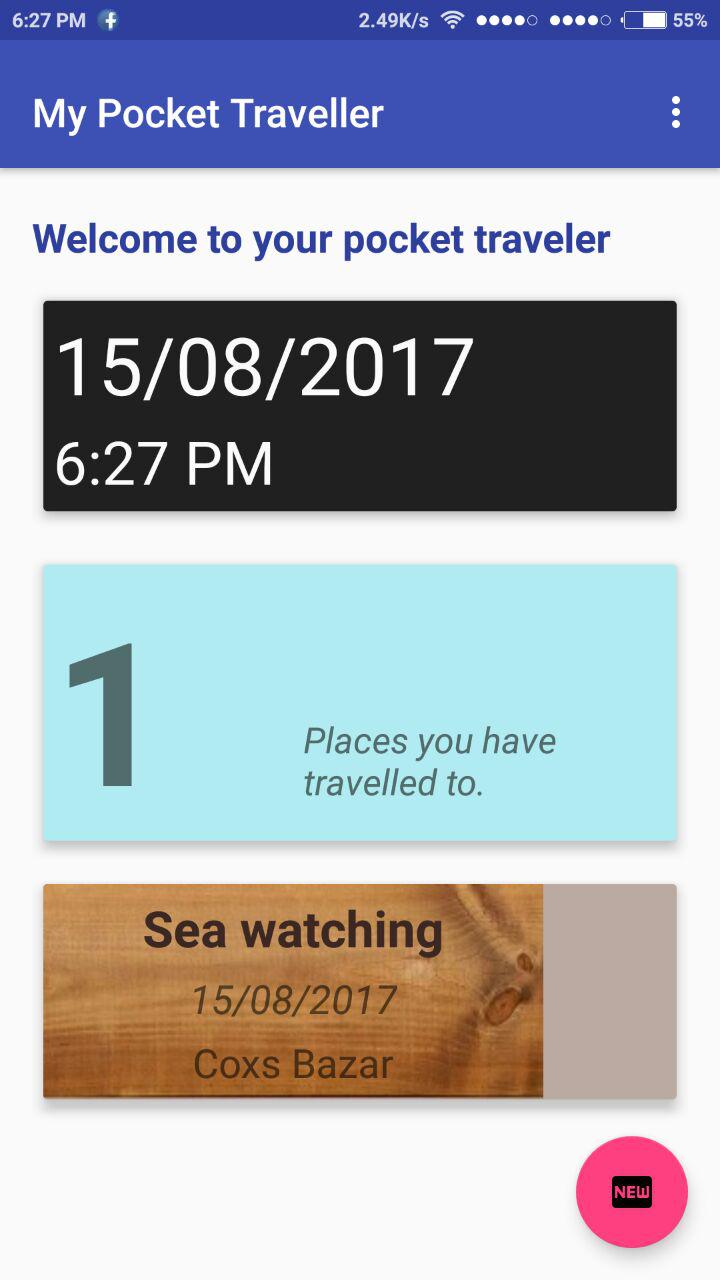 6:27 PM
2.49K/s
55%
My Pocket Traveller
Welcome to your pocket traveler
15/08/2017
6:27 PM
1
Places you have
travelled to.
Sea watching
15/08/2017
Coxs Bazar
NEW